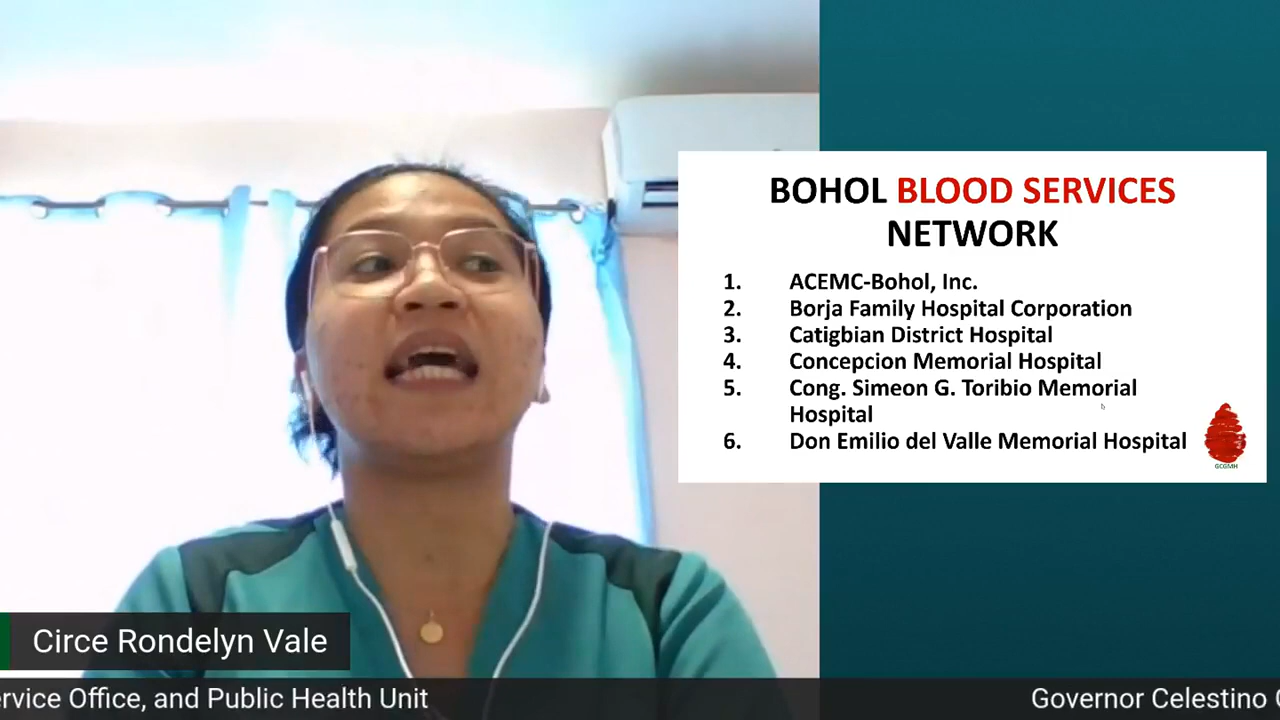 BOHOL BLOOD SERVICES
NETWORK
1. ACEMC-Bohol, Inc.
2. Borja Family Hospital Corporation
3. Catigbian District Hospital
4. Concepcion Memorial Hospital
5. Cong. Simeon G. Toribio Memorial
Hospital
6. Don Emilio del Valle Memorial Hospital
GCGMH
Circe Rondelyn Vale
ervice Office, and Public Health Unit
Governor Celestino